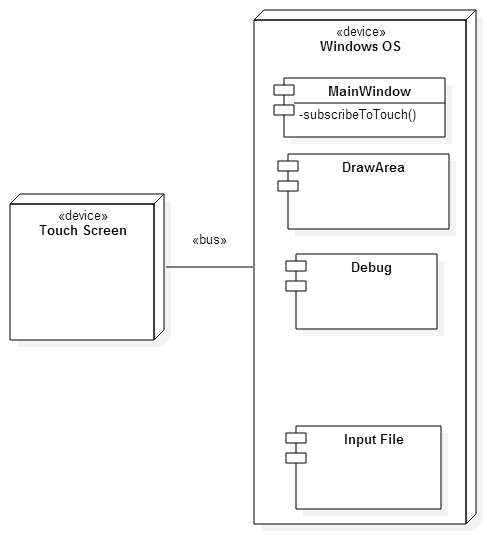 «device»
Windows OS
MainWindow
-subscribeToTouch()
DrawArea
«device»
Touch Screen
«bus»
Debug
Input File